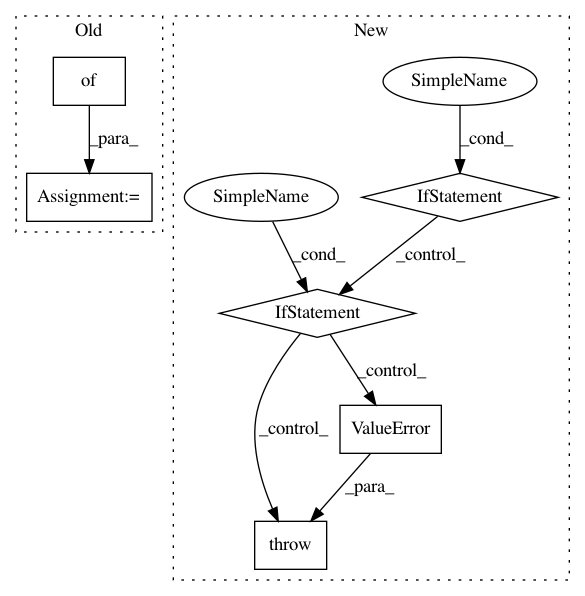 Old
New
of
SimpleName
_para_
_cond_
Assignment:=
SimpleName
IfStatement
_cond_
_control_
IfStatement
_control_
_control_
ValueError
_para_
throw